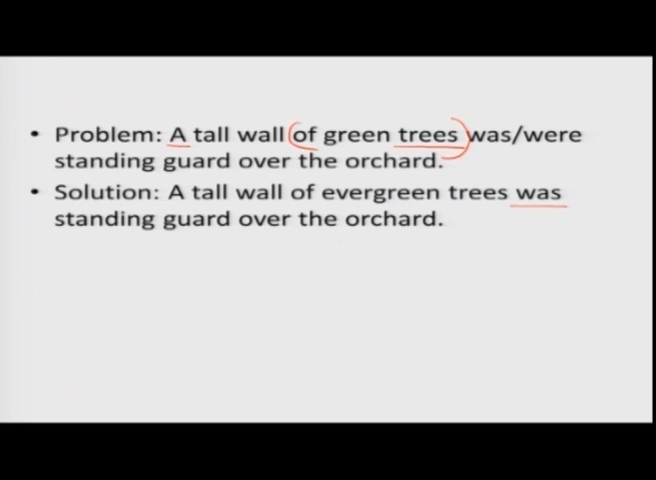 • Problem: A tall wall of green trees was/were
standing guard over the orchard.
• Solution: A tall wall of evergreen trees was
standing guard over the orchard.